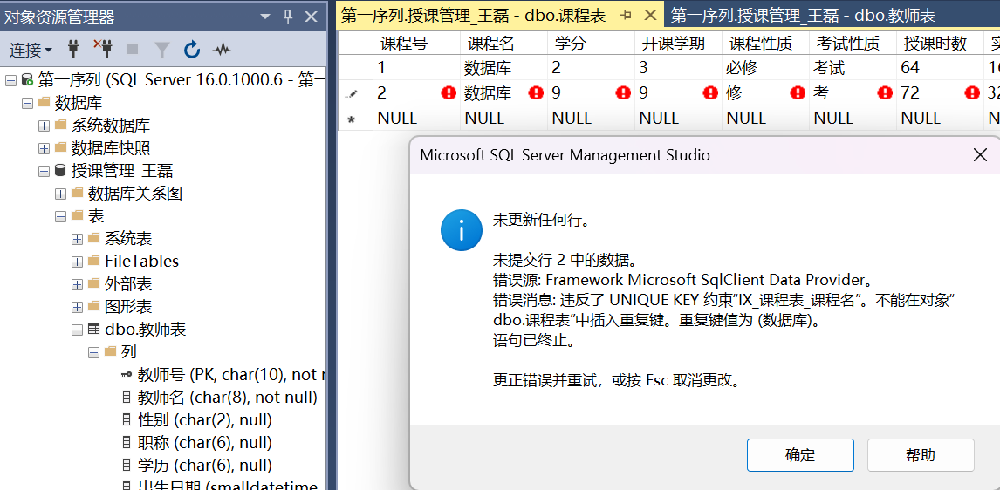 对象资源管理器
连接
第一序列 (SQL Server 16.0.1000.6 - 第一
数据库
系统数据库
数据库快照
授课管理_王磊
数据库关系图
表
系统表
FileTables
外部表
图形表
dbo.教师表
列
教师号 (PK, char(10), not
教师名 (char(8), not null)
性别 (char(2), null)
职称 (char(6), null)
学历 (char(6), null)
出生日期 (smalldatetime,
第一序列.授课管理_王磊 - dbo.课程表
第一序列.授课管理_王磊 - dbo.教师表
课程号 课程名 学分 开课学期 课程性质 考试性质 授课时数
1 数据库 2 3 必修 考试 64 16
2 数据库 9 9 修 考 72 32
NULL NULL NULL NULL NULL NULL NULL
Microsoft SQL Server Management Studio
未更新任何行。
未提交行 2 中的数据。
错误源: Framework Microsoft SqlClient Data Provider。
错误消息: 违反了 UNIQUE KEY 约束“IX_课程表_课程名”。不能在对象“
dbo.课程表”中插入重复键。重复键值为 (数据库)。
语句已终止。
更正错误并重试，或按 Esc 取消更改。
确定
帮助